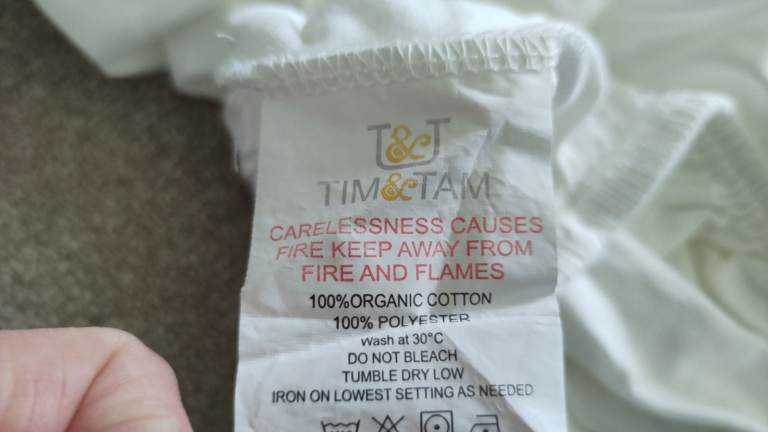 T&T
TIM&TAM
CARELESSNESS CAUSES
FIRE KEEP AWAY FROM
FIRE AND FLAMES
100%ORGANIC COTTON
100% POLYESTER
Wash at 30°C
DO NOT BLEACH
TUMBLE DRY LOW
IRON ON LOWEST SETTING AS NEEDED